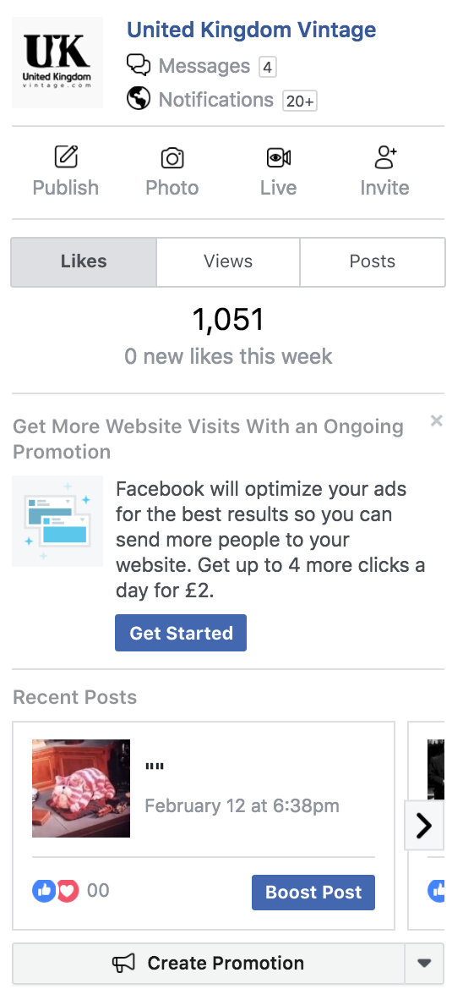 UK
United Kingdom
vintage.com
United Kingdom Vintage
Messages 4
Notifications 20+
Publish
Photo
Live
Invite
Likes
Views
Posts
1,051
0 new likes this week
Get More Website Visits With an Ongoing
Promotion
Facebook will optimize your ads
for the best results so you can
send more people to your
website. Get up to 4 more clicks a
day for £2.
Get Started
Recent Posts
""
February 12 at 6:38pm
00
Boost Post
Create Promotion